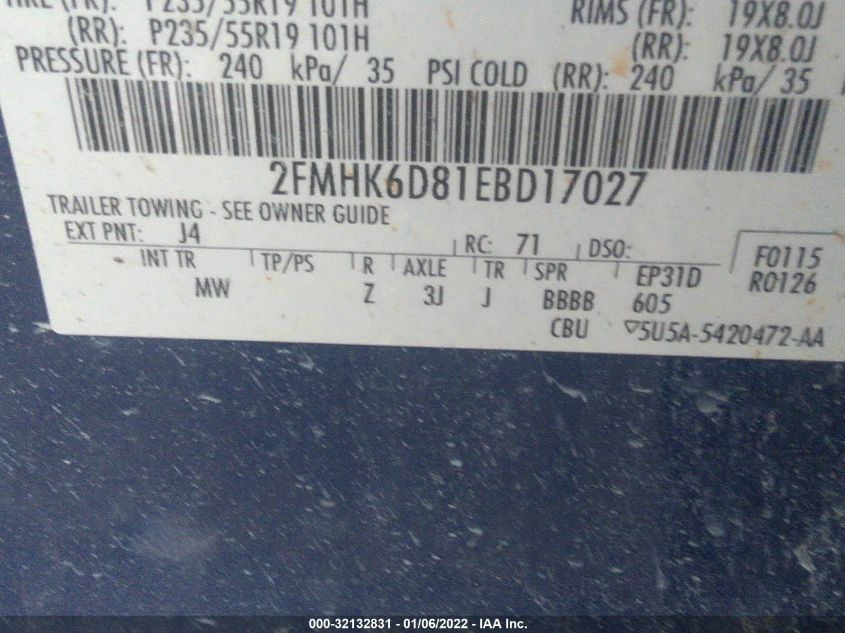 P235/55R19 101H RIMS (FR): 19X8.0J
(RR): P235/55R19 101H (RR): 19X8.0J
PRESSURE (FR): 240 kPa/ 35 PSI COLD (RR): 240 kPa/ 35
2FMHK6D81EBD17027
TRAILER TOWING - SEE OWNER GUIDE
EXT PNT: J4 RC: 71 DSO: F0115
INT TR TP/PS R AXLE TR SPR EP31D R0126
MW Z 3J J BBBB 605
CBU ▽5U5A-5420472-AA
000-32132831 - 01/06/2022 - IAA Inc.